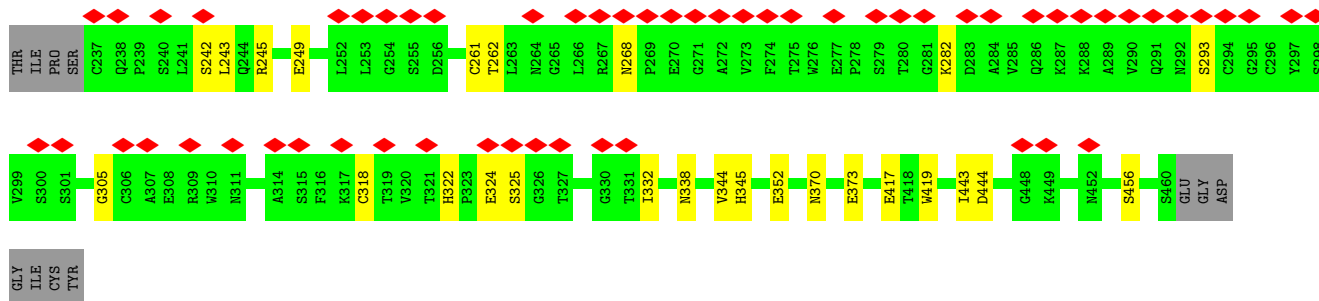 THR ILE PRO SER C237 Q238 P239 S240 L241 S242 L243 Q244 R245 E249 L252 L253 G254 S255 D256 C261 T262 L263 N264 G265 L266 R267 N268 P269 E270 G271 A272 V273 F274 T275 W276 E277 P278 S279 T280 G281 K282 D283 A284 V285 Q286 K287 K288 A289 V290 Q291 N292 S293 C294 G295 C296 Y297 S298
V299 S300 S301 G305 C306 A307 E308 R309 W310 N311 A314 S315 F316 K317 C318 T319 V320 T321 H322 P323 E324 S325 G326 T327 G330 T331 I332 N338 V344 H345 E352 N370 E373 E417 T418 W419 I443 D444 G448 K449 N452 S456 S460 GLU GLY ASP
GLY ILE CYS TYR